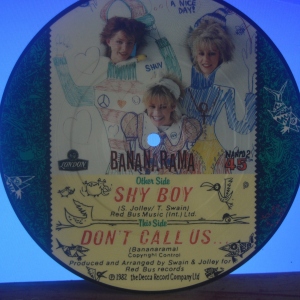 A NICE
DAY!
LONDON
BANANARAMA
NANA 2
45
Other Side
SHY BOY
(S. Jolley/ T. Swain)
Red Bus Music (Int.) Ltd.
This Side
DON'T CALL US...
(Bananarama)
Copyright Control
Produced and Arranged by Swain & Jolley for
Red Bus records
©1982 the Decca Record Company Ltd